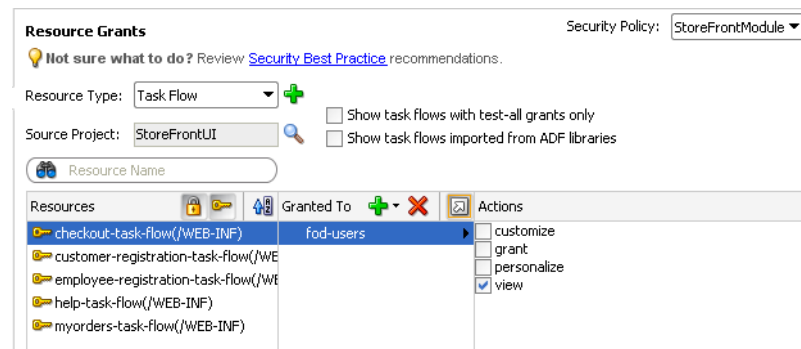 Resource Grants
Security Policy: StoreFrontModule
Not sure what to do? Review Security Best Practice recommendations.
Resource Type: Task Flow
Show task flows with test-all grants only
Source Project: StoreFrontUI
Show task flows imported from ADF libraries
Resource Name
Resources Granted To Actions
checkout-task-flow(/WEB-INF) fod-users customize
grant
customer-registration-task-flow(/WE
personalize
employee-registration-task-flow(/WE
view
help-task-flow(/WEB-INF)
myorders-task-flow(/WEB-INF)